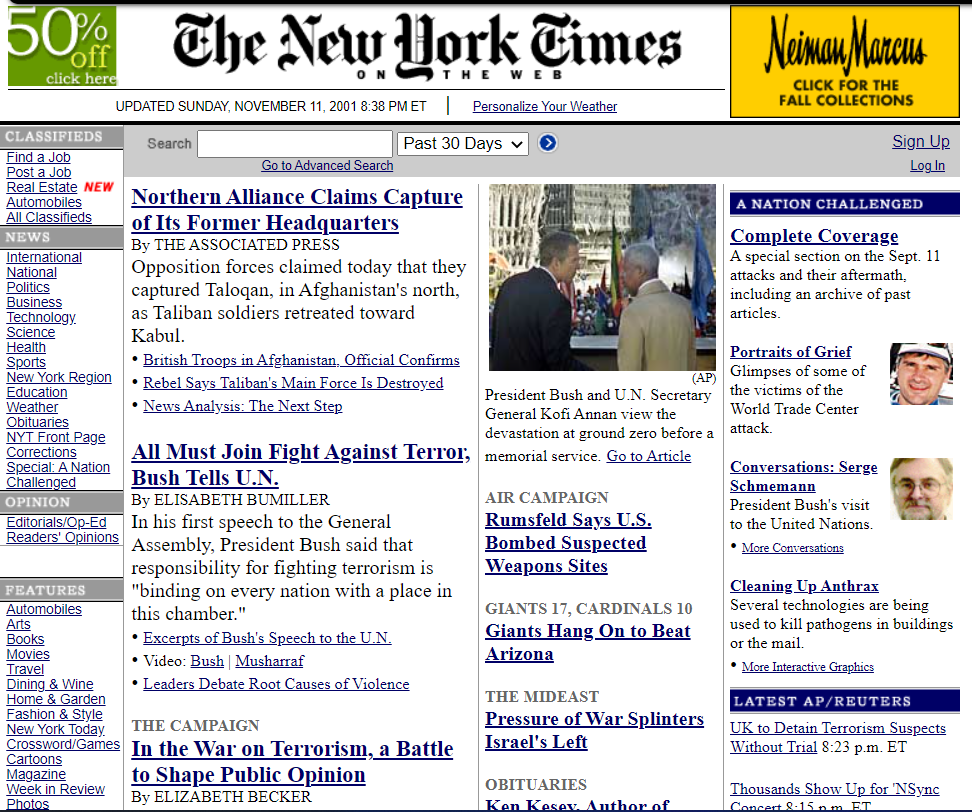 50%
off
click here
The New York Times
ON THE WEB
Neiman Marcus
CLICK FOR THE
FALL COLLECTIONS
UPDATED SUNDAY, NOVEMBER 11, 2001 8:38 PM ET | Personalize Your Weather
CLASSIFIEDS
Find a Job
Post a Job
Real Estate NEW
Automobiles
All Classifieds
NEWS
International
National
Politics
Business
Technology
Science
Health
Sports
New York Region
Education
Weather
Obituaries
NYT Front Page
Corrections
Special: A Nation
Challenged
OPINION
Editorials/Op-Ed
Readers' Opinions
FEATURES
Automobiles
Arts
Books
Movies
Travel
Dining & Wine
Home & Garden
Fashion & Style
New York Today
Crossword/Games
Cartoons
Magazine
Week in Review
Photos
Search Past 30 Days
Go to Advanced Search
Sign Up
Log In
Northern Alliance Claims Capture
of Its Former Headquarters
By THE ASSOCIATED PRESS
Opposition forces claimed today that they
captured Taloqan, in Afghanistan's north,
as Taliban soldiers retreated toward
Kabul.
• British Troops in Afghanistan, Official Confirms
• Rebel Says Taliban's Main Force Is Destroyed
• News Analysis: The Next Step
All Must Join Fight Against Terror,
Bush Tells U.N.
By ELISABETH BUMILLER
In his first speech to the General
Assembly, President Bush said that
responsibility for fighting terrorism is
"binding on every nation with a place in
this chamber."
• Excerpts of Bush's Speech to the U.N.
• Video: Bush | Musharraf
• Leaders Debate Root Causes of Violence
THE CAMPAIGN
In the War on Terrorism, a Battle
to Shape Public Opinion
By ELIZABETH BECKER
(AP)
President Bush and U.N. Secretary
General Kofi Annan view the
devastation at ground zero before a
memorial service. Go to Article
AIR CAMPAIGN
Rumsfeld Says U.S.
Bombed Suspected
Weapons Sites
GIANTS 17, CARDINALS 10
Giants Hang On to Beat
Arizona
THE MIDEAST
Pressure of War Splinters
Israel's Left
OBITUARIES
Ken Kesey, Author of
A NATION CHALLENGED
Complete Coverage
A special section on the Sept. 11
attacks and their aftermath,
including an archive of past
articles.
Portraits of Grief
Glimpses of some of
the victims of the
World Trade Center
attack.
Conversations: Serge
Schmemann
President Bush's visit
to the United Nations.
• More Conversations
Cleaning Up Anthrax
Several technologies are being
used to kill pathogens in buildings
or the mail.
• More Interactive Graphics
LATEST AP/REUTERS
UK to Detain Terrorism Suspects
Without Trial 8:23 p.m. ET
Thousands Show Up for 'NSync
Concert 8:15 p.m. ET